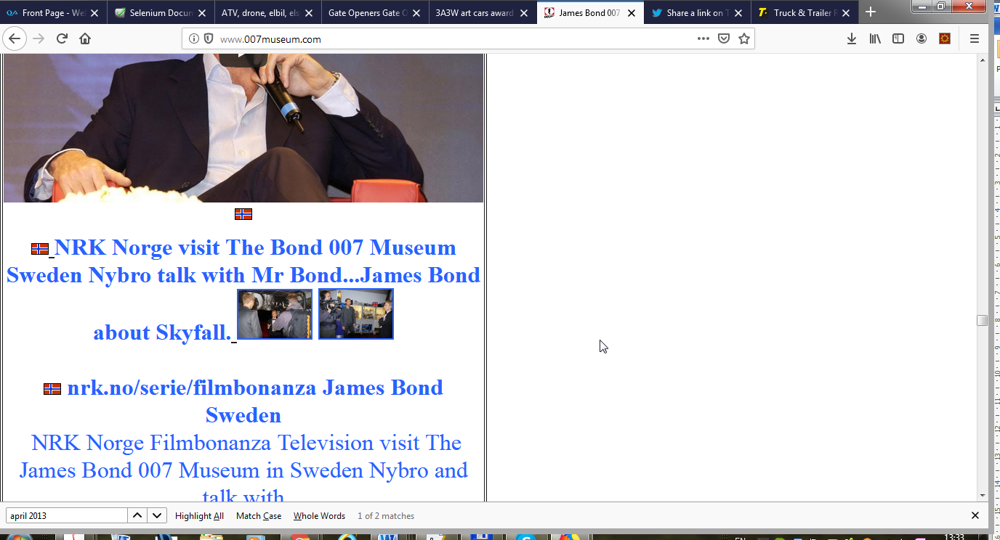 Front Page - Wel
Selenium Docum
ATV, drone, elbil, els
Gate Openers Gate O
3A3W art cars award
James Bond 007
Share a link on T
Truck & Trailer P
www.007museum.com
NRK Norge visit The Bond 007 Museum
Sweden Nybro talk with Mr Bond...James Bond
about Skyfall.
nrk.no/serie/filmbonanza James Bond
Sweden
NRK Norge Filmbonanza Television visit The
James Bond 007 Museum in Sweden Nybro and
talk with
april 2013
Highlight All
Match Case
Whole Words
1 of 2 matches
EN
13:33